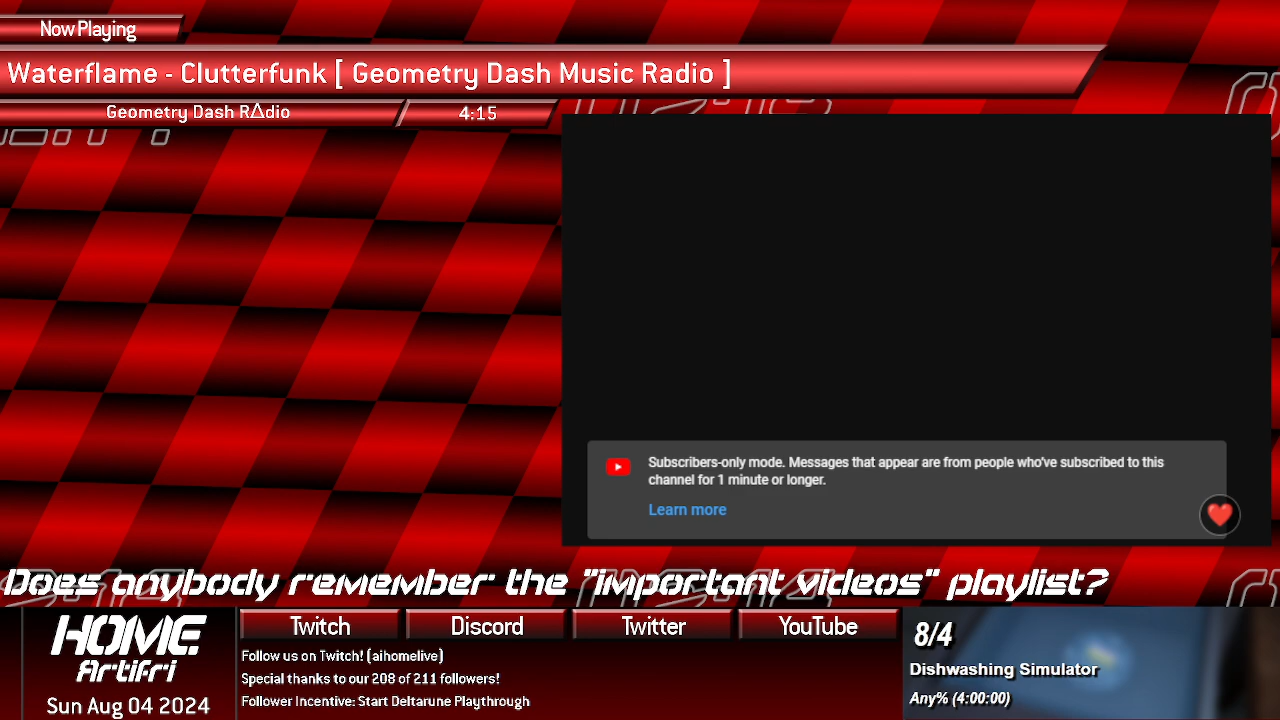 Now Playing
Waterflame - Clutterfunk [ Geometry Dash Music Radio ]
Geometry Dash RΔdio
4:15
Subscribers-only mode. Messages that appear are from people who've subscribed to this
channel for 1 minute or longer.
Learn more
Does anybody remember the "important videos" playlist?
HOME
Artifri
Sun Aug 04 2024
Twitch
Discord
Twitter
YouTube
Follow us on Twitch! (aihomelive)
Special thanks to our 208 of 211 followers!
Follower Incentive: Start Deltarune Playthrough
8/4
Dishwashing Simulator
Any% (4:00:00)